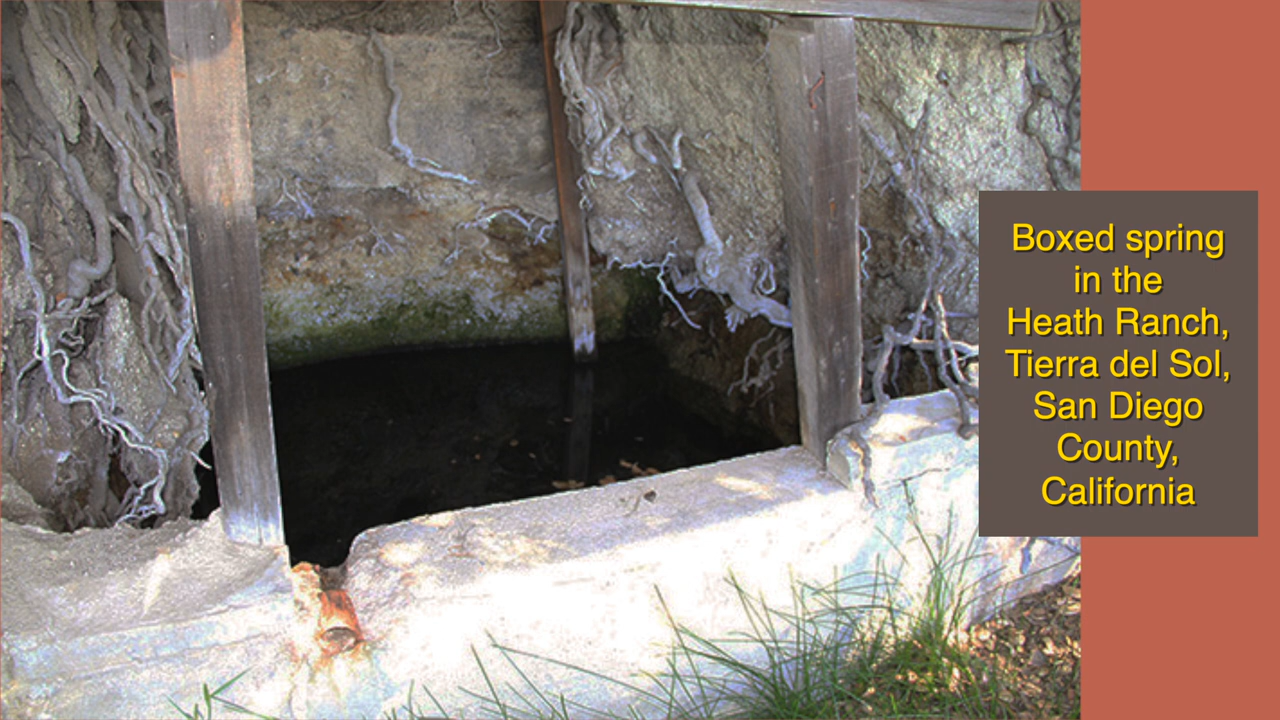 Boxed spring
in the
Heath Ranch,
Tierra del Sol,
San Diego
County,
California